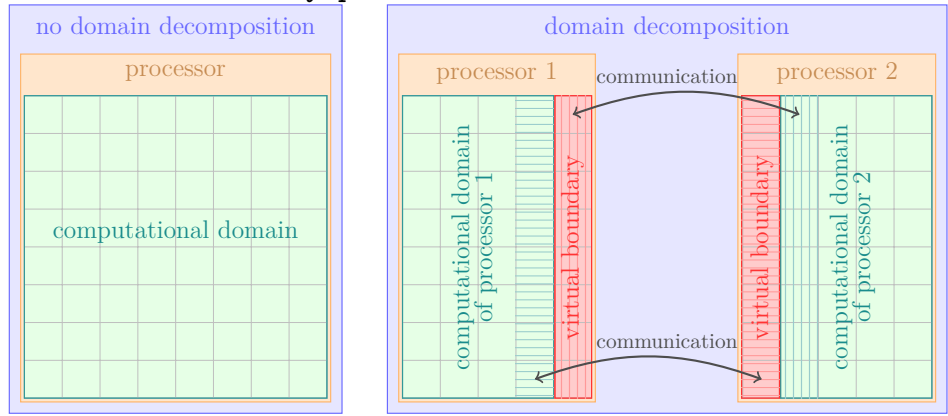 no domain decomposition
processor
computational domain
domain decomposition
processor 1
communication
processor 2
computational domain
of processor 1
virtual boundary
virtual boundary
computational domain
of processor 2
communication